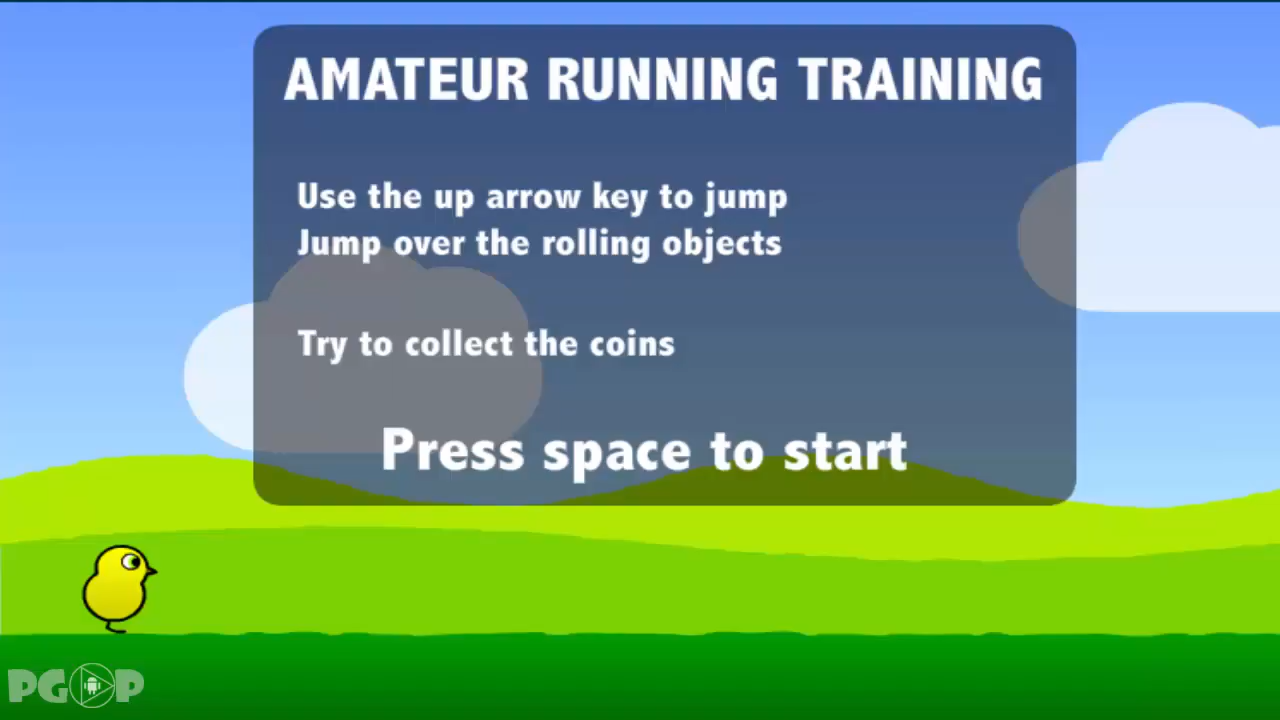 AMATEUR RUNNING TRAINING
Use the up arrow key to jump
Jump over the rolling objects
Try to collect the coins
Press space to start
PGOP